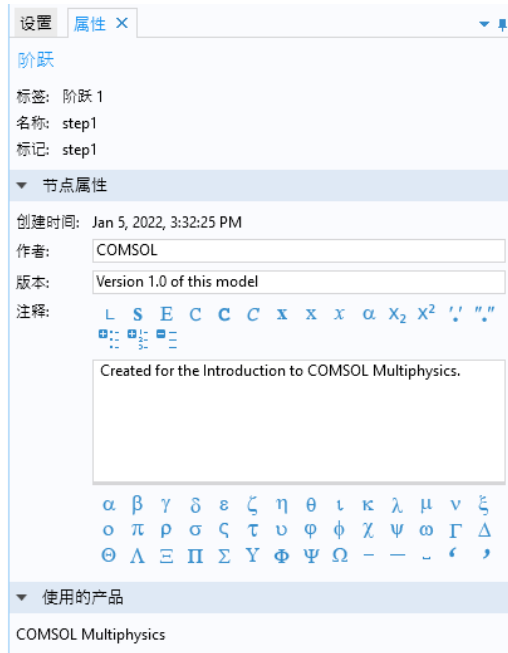 设置 属性 ×
阶跃
标签: 阶跃 1
名称: step1
标记: step1
节点属性
创建时间: Jan 5, 2022, 3:32:25 PM
作者: COMSOL
版本: Version 1.0 of this model
注释: L S E C C C x x x α X₂ X² '.' "."
Created for the Introduction to COMSOL Multiphysics.
α β γ δ ε ζ η θ ι κ λ μ ν ξ
ο π ρ σ ς τ υ φ ϕ χ ψ ω Γ Δ
Θ Λ Ξ Π Σ Υ Φ Ψ Ω – — ˽ ‘ ’
使用的产品
COMSOL Multiphysics